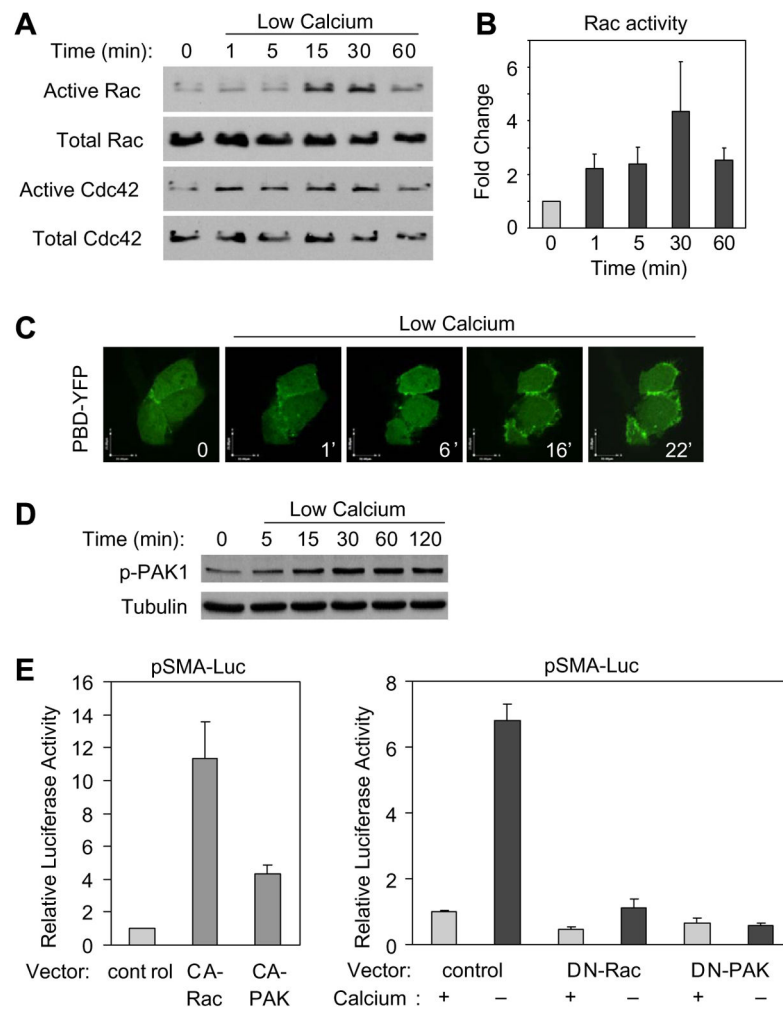 A
Low Calcium
Time (min): 0 1 5 15 30 60
Active Rac
Total Rac
Active Cdc42
Total Cdc42
B
Rac activity
Fold Change
6
4
2
0
0 1 5 30 60
Time (min)
C
Low Calcium
PBD-YFP
0 1' 6' 16' 22'
D
Low Calcium
Time (min): 0 5 15 30 60 120
p-PAK1
Tubulin
E
pSMA-Luc
Relative Luciferase Activity
16
14
12
10
8
6
4
2
0
Vector: cont rol CA- CA-
Rac PAK
pSMA-Luc
Relative Luciferase Activity
8
6
4
2
0
Vector: control DN-Rac DN-PAK
Calcium : + – + – + –